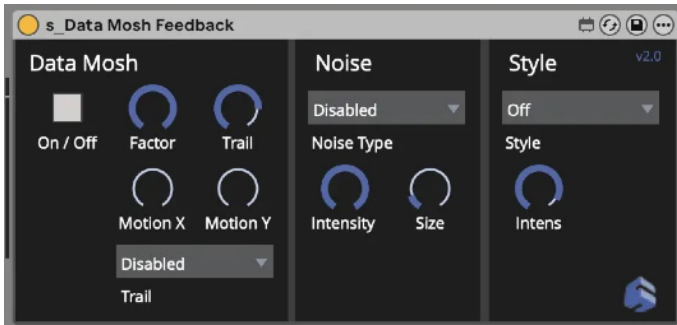 s_Data Mosh Feedback
Data Mosh
On / Off
Factor
Trail
Motion X
Motion Y
Disabled
Trail
Noise
Disabled
Noise Type
Intensity
Size
Style
v2.0
Off
Style
Intens